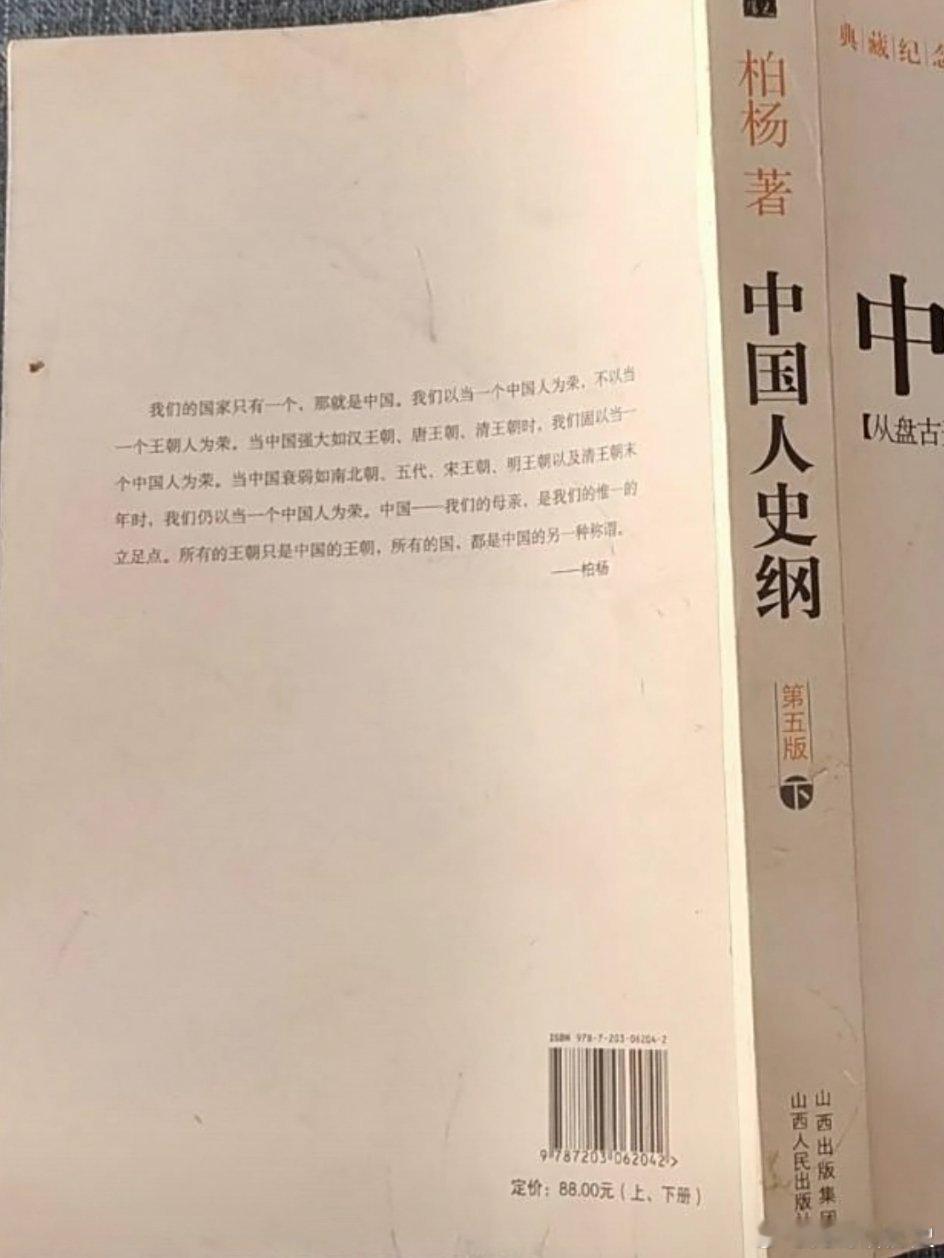 我们的国家只有一个，那就是中国。我们以当一个中国人为荣，不以当
一个王朝人为荣。当中国强大如汉王朝、唐王朝、清王朝时，我们固以当一
个中国人为荣。当中国衰弱如南北朝、五代、宋王朝、明王朝以及清王朝末
年时，我们仍以当一个中国人为荣。中国——我们的母亲，是我们的惟一的
立足点。所有的王朝只是中国的王朝，所有的国，都是中国的另一种称谓。
——柏杨
ISBN 978-7-203-06204-2
9 787203 062042 >
定价：88.00元（上、下册）
柏杨 著
中国人史纲
第五版
下
山西出版集团
山西人民出版社
典|藏|纪|念
中
【从盘古